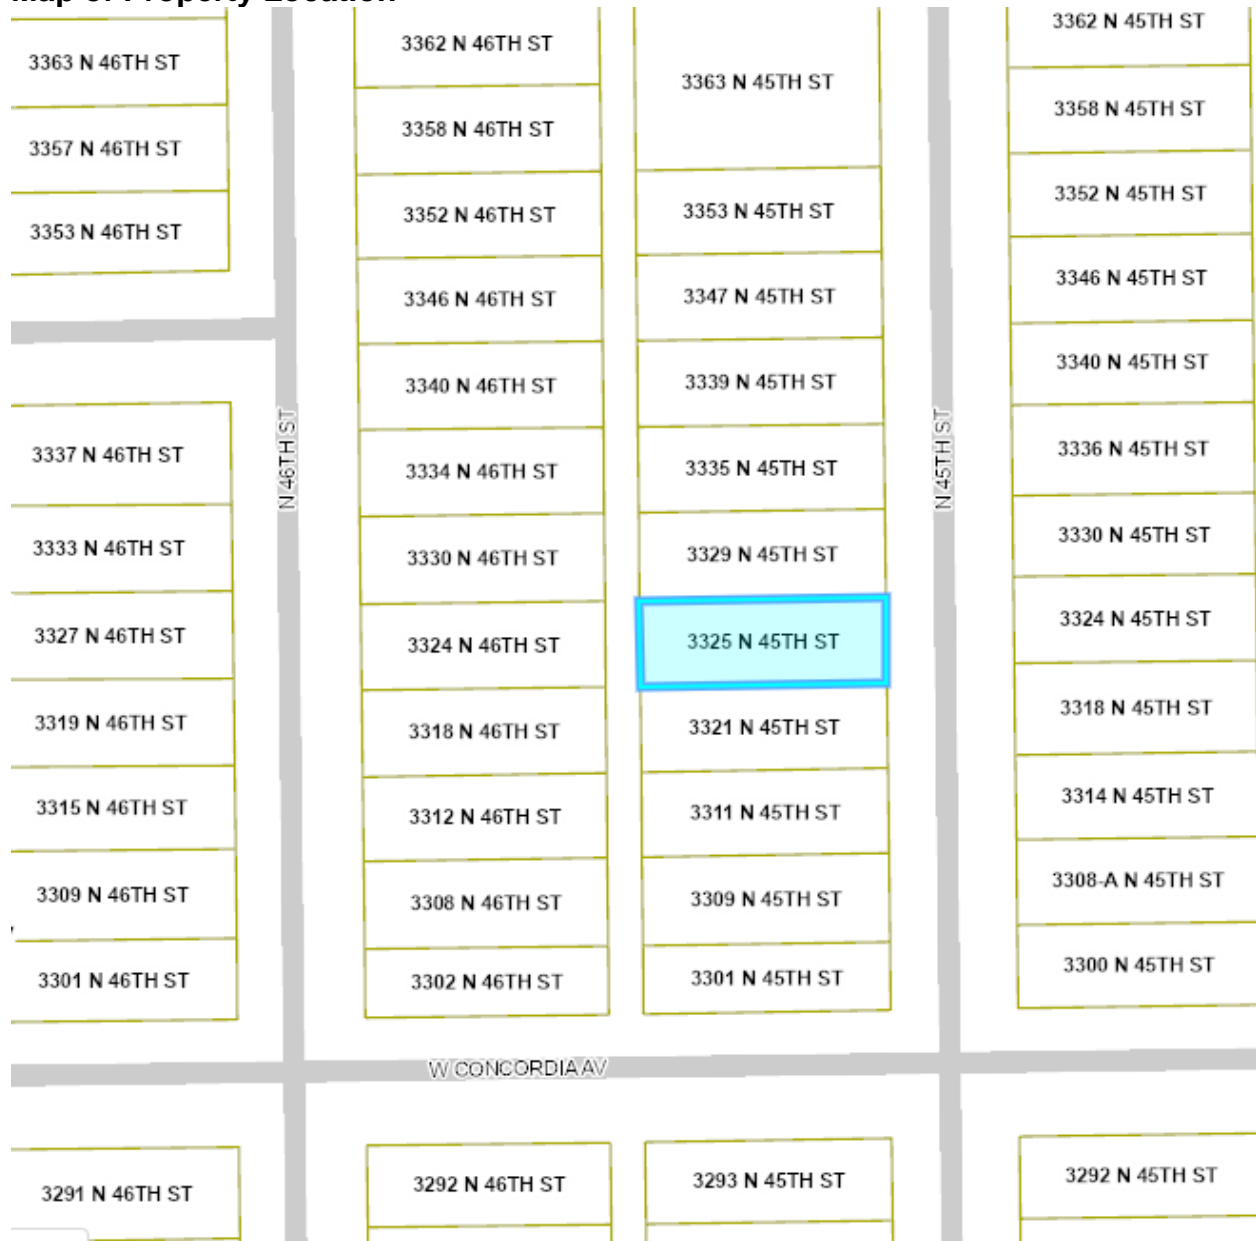 Map of Property Location
3363 N 46TH ST
3357 N 46TH ST
3353 N 46TH ST
3337 N 46TH ST
3333 N 46TH ST
3327 N 46TH ST
3319 N 46TH ST
3315 N 46TH ST
3309 N 46TH ST
3301 N 46TH ST
3291 N 46TH ST
N 46TH ST
3362 N 46TH ST
3358 N 46TH ST
3352 N 46TH ST
3346 N 46TH ST
3340 N 46TH ST
3334 N 46TH ST
3330 N 46TH ST
3324 N 46TH ST
3318 N 46TH ST
3312 N 46TH ST
3308 N 46TH ST
3302 N 46TH ST
W CONCORDIA AV
3292 N 46TH ST
3363 N 45TH ST
3353 N 45TH ST
3347 N 45TH ST
3339 N 45TH ST
3335 N 45TH ST
3329 N 45TH ST
3325 N 45TH ST
3321 N 45TH ST
3311 N 45TH ST
3309 N 45TH ST
3301 N 45TH ST
3293 N 45TH ST
N 45TH ST
3362 N 45TH ST
3358 N 45TH ST
3352 N 45TH ST
3346 N 45TH ST
3340 N 45TH ST
3336 N 45TH ST
3330 N 45TH ST
3324 N 45TH ST
3318 N 45TH ST
3314 N 45TH ST
3308-A N 45TH ST
3300 N 45TH ST
3292 N 45TH ST